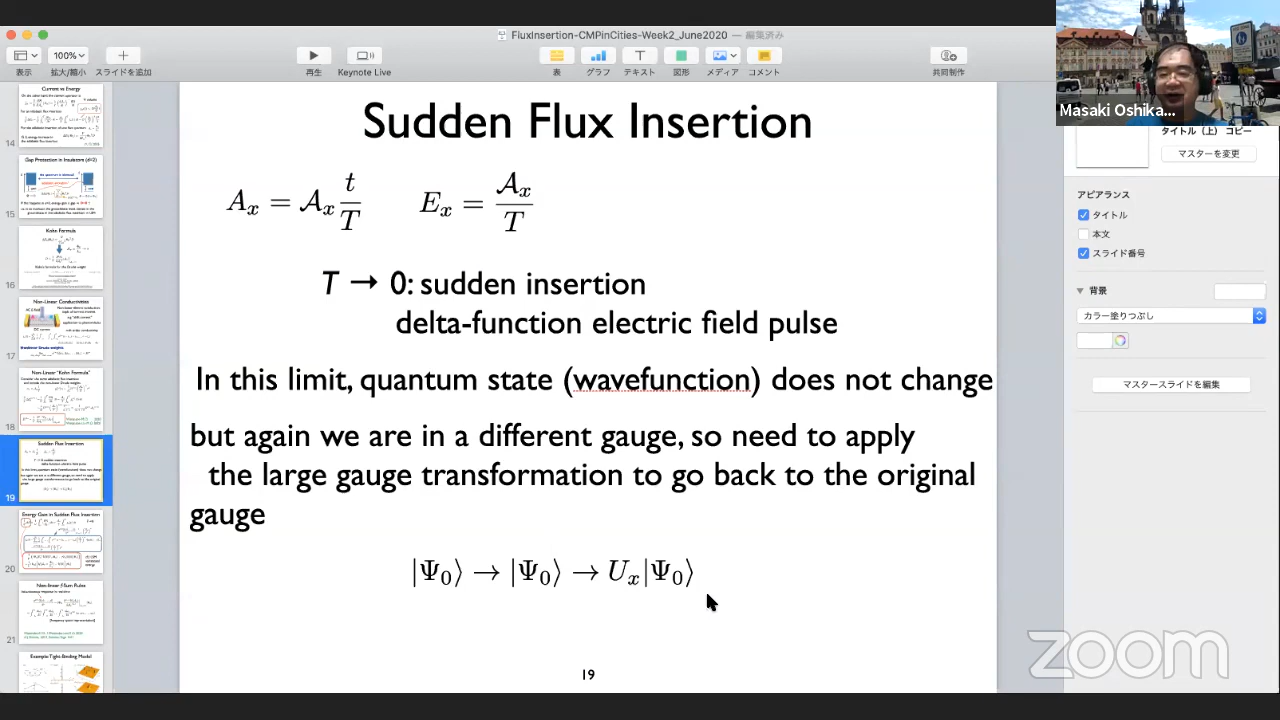 FluxInsertion-CMPinCities-Week2_June2020 — 編集済み
100%
表示
拡大/縮小
スライドを追加
再生
Keynote Live
表
グラフ
テキスト
図形
メディア
コメント
共同制作
Masaki Oshika...
14
Current vs Energy
15
Gap Protection in Insulators (d=2)
16
Kohn Formula
17
Non-Linear Conductivities
18
Non-Linear "Kohn Formula"
19
Sudden Flux Insertion
20
Energy Gain in Sudden Flux Insertion
21
Non-linear f-Sum Rules
Example: Tight-Binding Model
Sudden Flux Insertion
A_x = 𝒜_x t/T E_x = 𝒜_x/T
T → 0: sudden insertion
delta-function electric field pulse
In this limit, quantum state (wavefunction) does not change
but again we are in a different gauge, so need to apply
the large gauge transformation to go back to the original
gauge
|Ψ₀⟩ → |Ψ₀⟩ → U_x|Ψ₀⟩
19
タイトル（上） コピー
マスターを変更
アピアランス
タイトル
本文
スライド番号
背景
カラー塗りつぶし
マスタースライドを編集
zoom